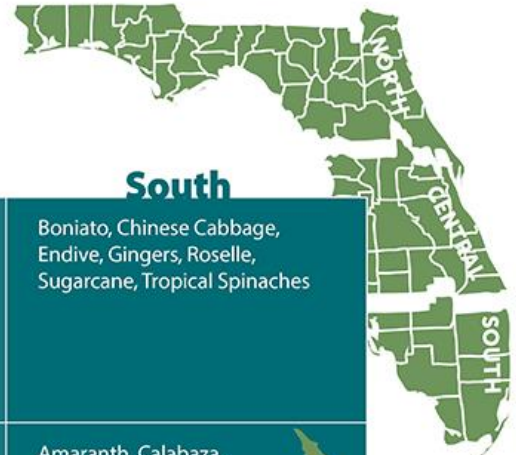 NORTH
CENTRAL
SOUTH
South
Boniato, Chinese Cabbage,
Endive, Gingers, Roselle,
Sugarcane, Tropical Spinaches
Amaranth, Calabaza,